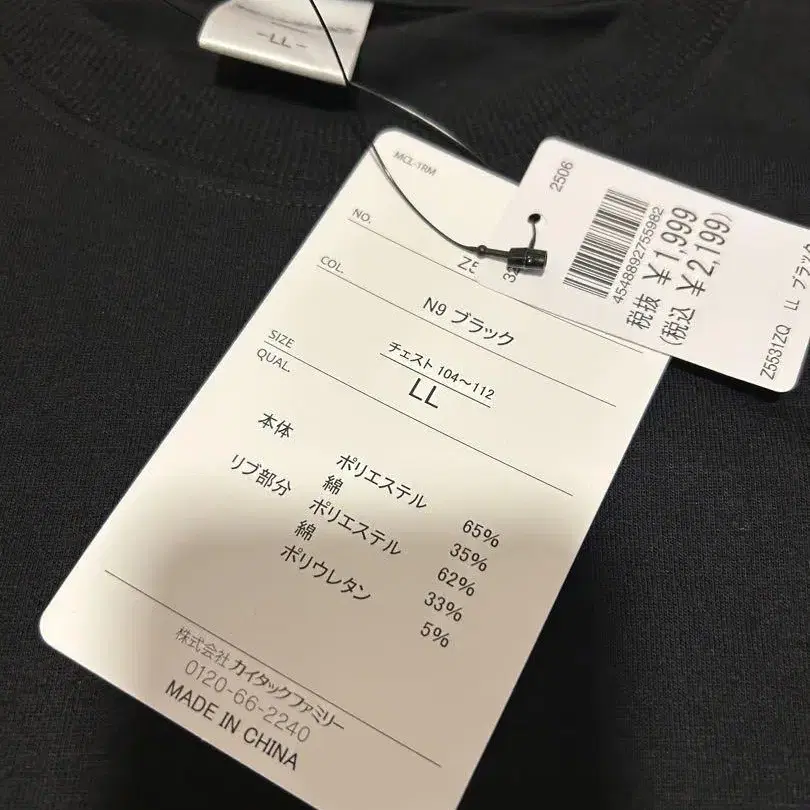 -LL-
MCL-1RM
NO.
COL.
N9 ブラック
SIZE
チェスト 104～112
LL
QUAL.
本体
ポリエステル 65%
綿 35%
リブ部分
ポリエステル 62%
綿 33%
ポリウレタン 5%
株式会社 カイタックファミリー
0120-66-2240
MADE IN CHINA
2506
4548892755982
税抜 ¥1,999
(税込 ¥2,199)
Z5531ZQ LL ブラック